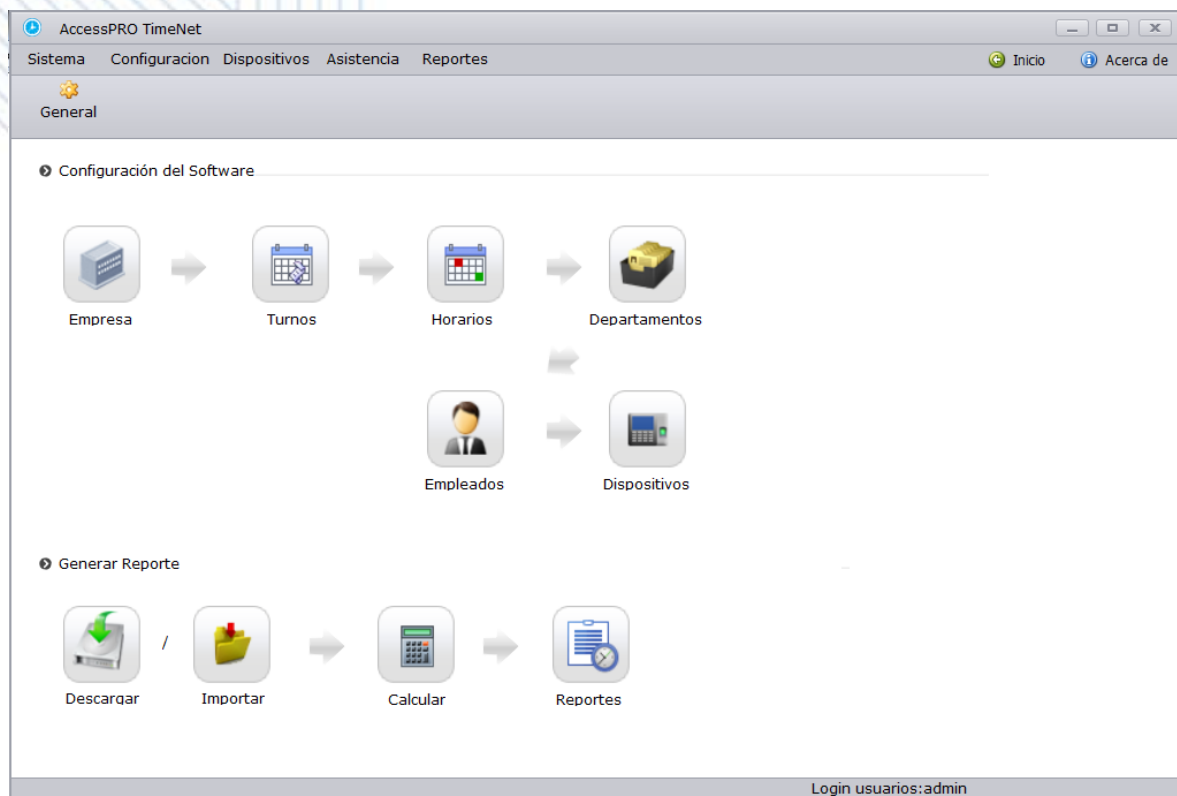 AccessPRO TimeNet
Sistema Configuracion Dispositivos Asistencia Reportes Inicio Acerca de
General
Configuración del Software
Empresa Turnos Horarios Departamentos
Empleados Dispositivos
Generar Reporte
/
Descargar Importar Calcular Reportes
Login usuarios:admin